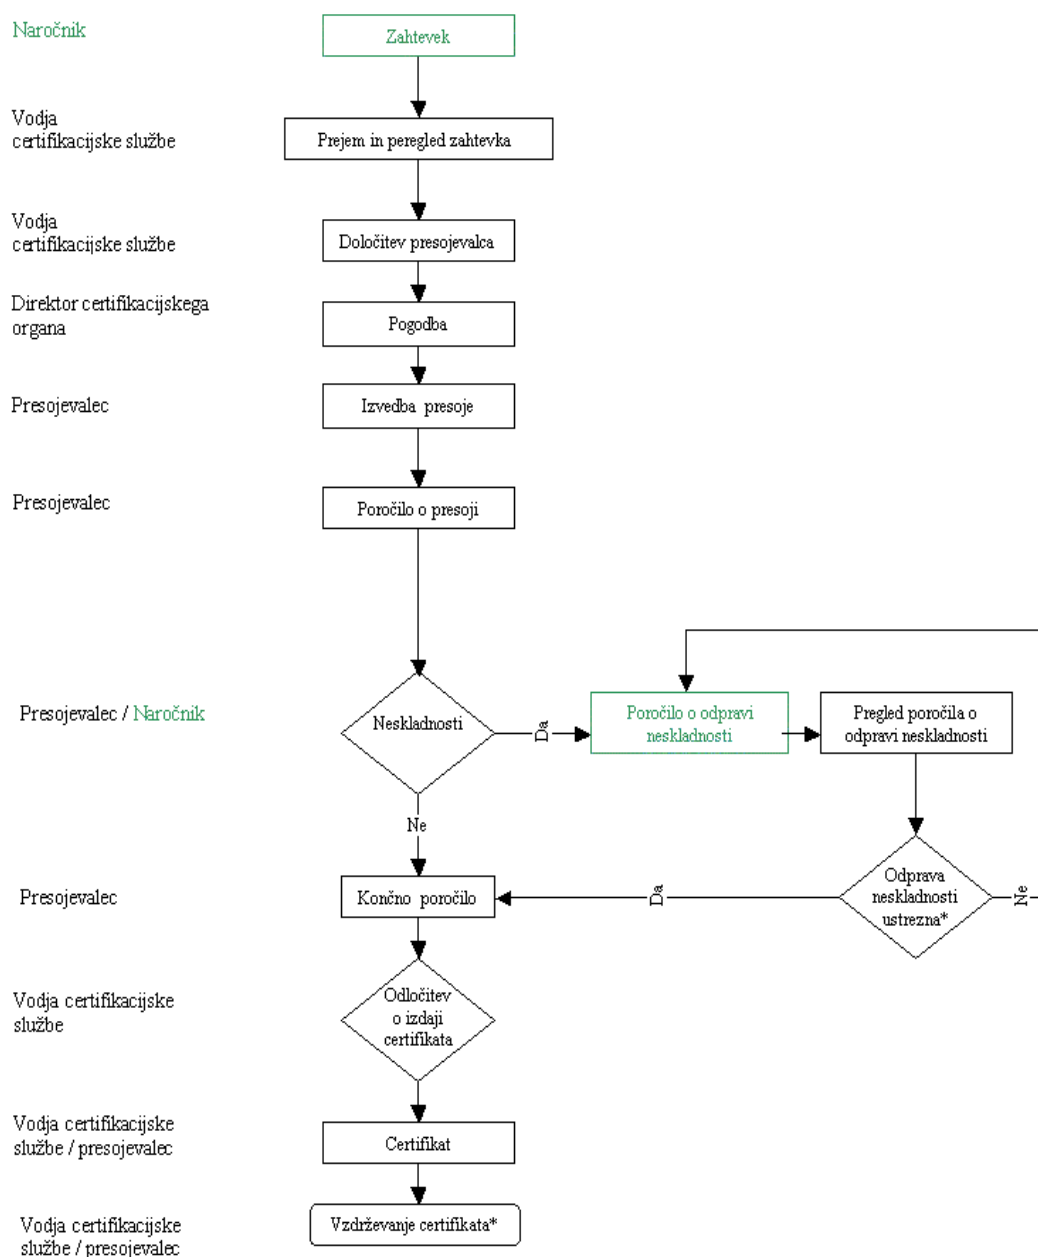 Naročnik
Zahtevek
Vodja
certifikacijske službe
Prejem in peregled zahtevka
Vodja
certifikacijske službe
Določitev presojevalca
Direktor certifikacijskega
organa
Pogodba
Presojevalec
Izvedba presoje
Presojevalec
Poročilo o presoji
Presojevalec / Naročnik
Neskladnosti
Da
Poročilo o odpravi
neskladnosti
Pregled poročila o
odpravi neskladnosti
Ne
Presojevalec
Končno poročilo
Da
Odprava
neskladnosti
ustrezna*
Ne
Vodja certifikacijske
službe
Odločitev
o izdaji
certifikata
Vodja certifikacijske
službe / presojevalec
Certifikat
Vodja certifikacijske
službe / presojevalec
Vzdrževanje certifikata*